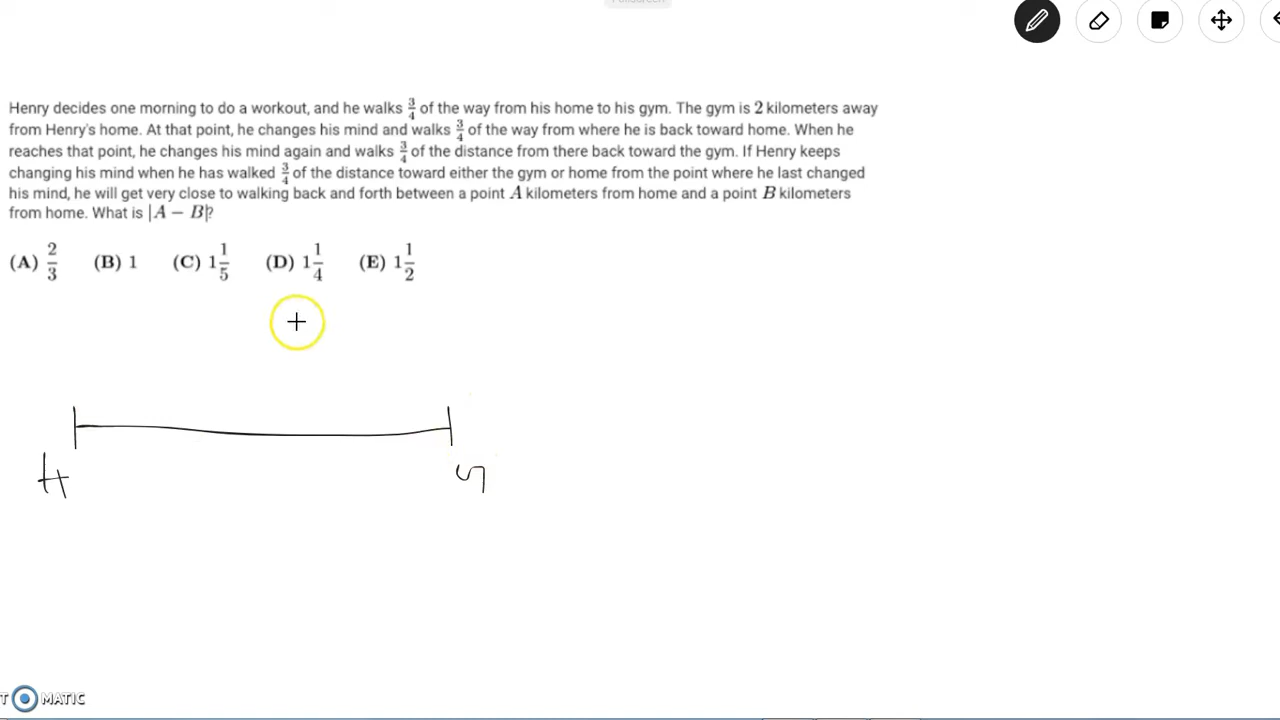 Henry decides one morning to do a workout, and he walks 3/4 of the way from his home to his gym. The gym is 2 kilometers away
from Henry's home. At that point, he changes his mind and walks 3/4 of the way from where he is back toward home. When he
reaches that point, he changes his mind again and walks 3/4 of the distance from there back toward the gym. If Henry keeps
changing his mind when he has walked 3/4 of the distance toward either the gym or home from the point where he last changed
his mind, he will get very close to walking back and forth between a point A kilometers from home and a point B kilometers
from home. What is |A − B|?
(A) 2/3 (B) 1 (C) 1 1/5 (D) 1 1/4 (E) 1 1/2
H G
T MATIC